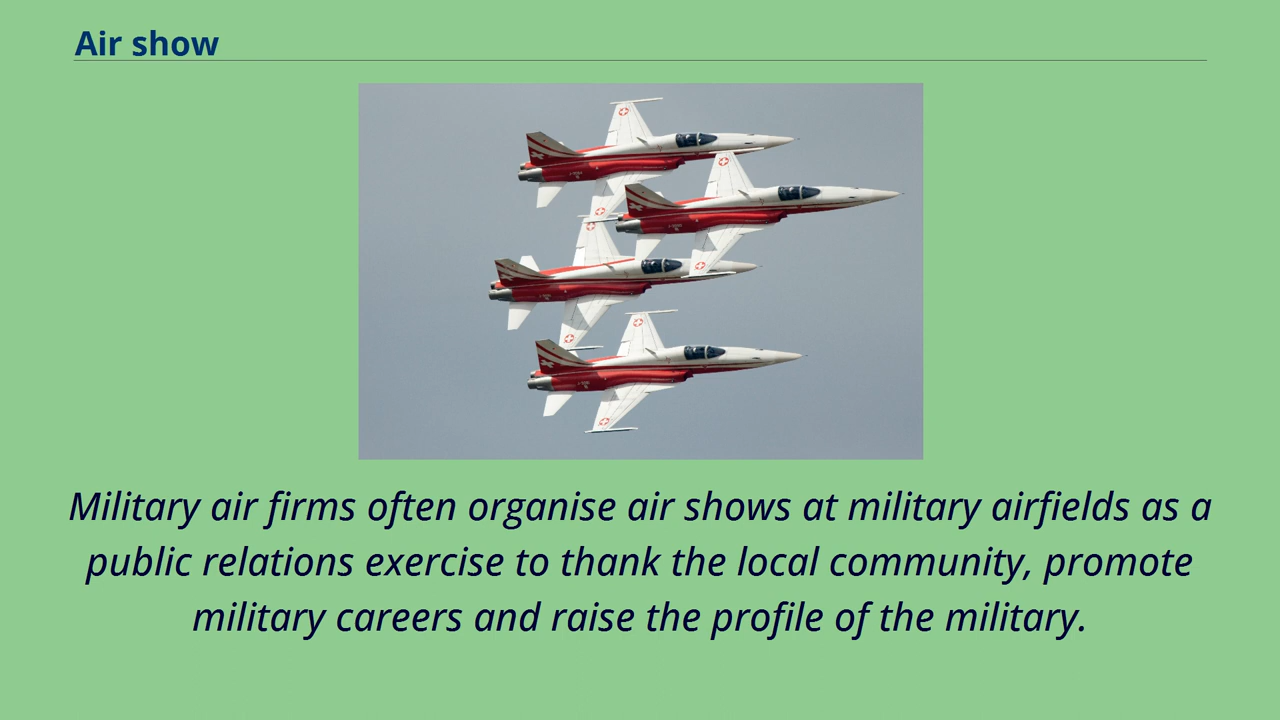 Air show
Military air firms often organise air shows at military airfields as a
public relations exercise to thank the local community, promote
military careers and raise the profile of the military.